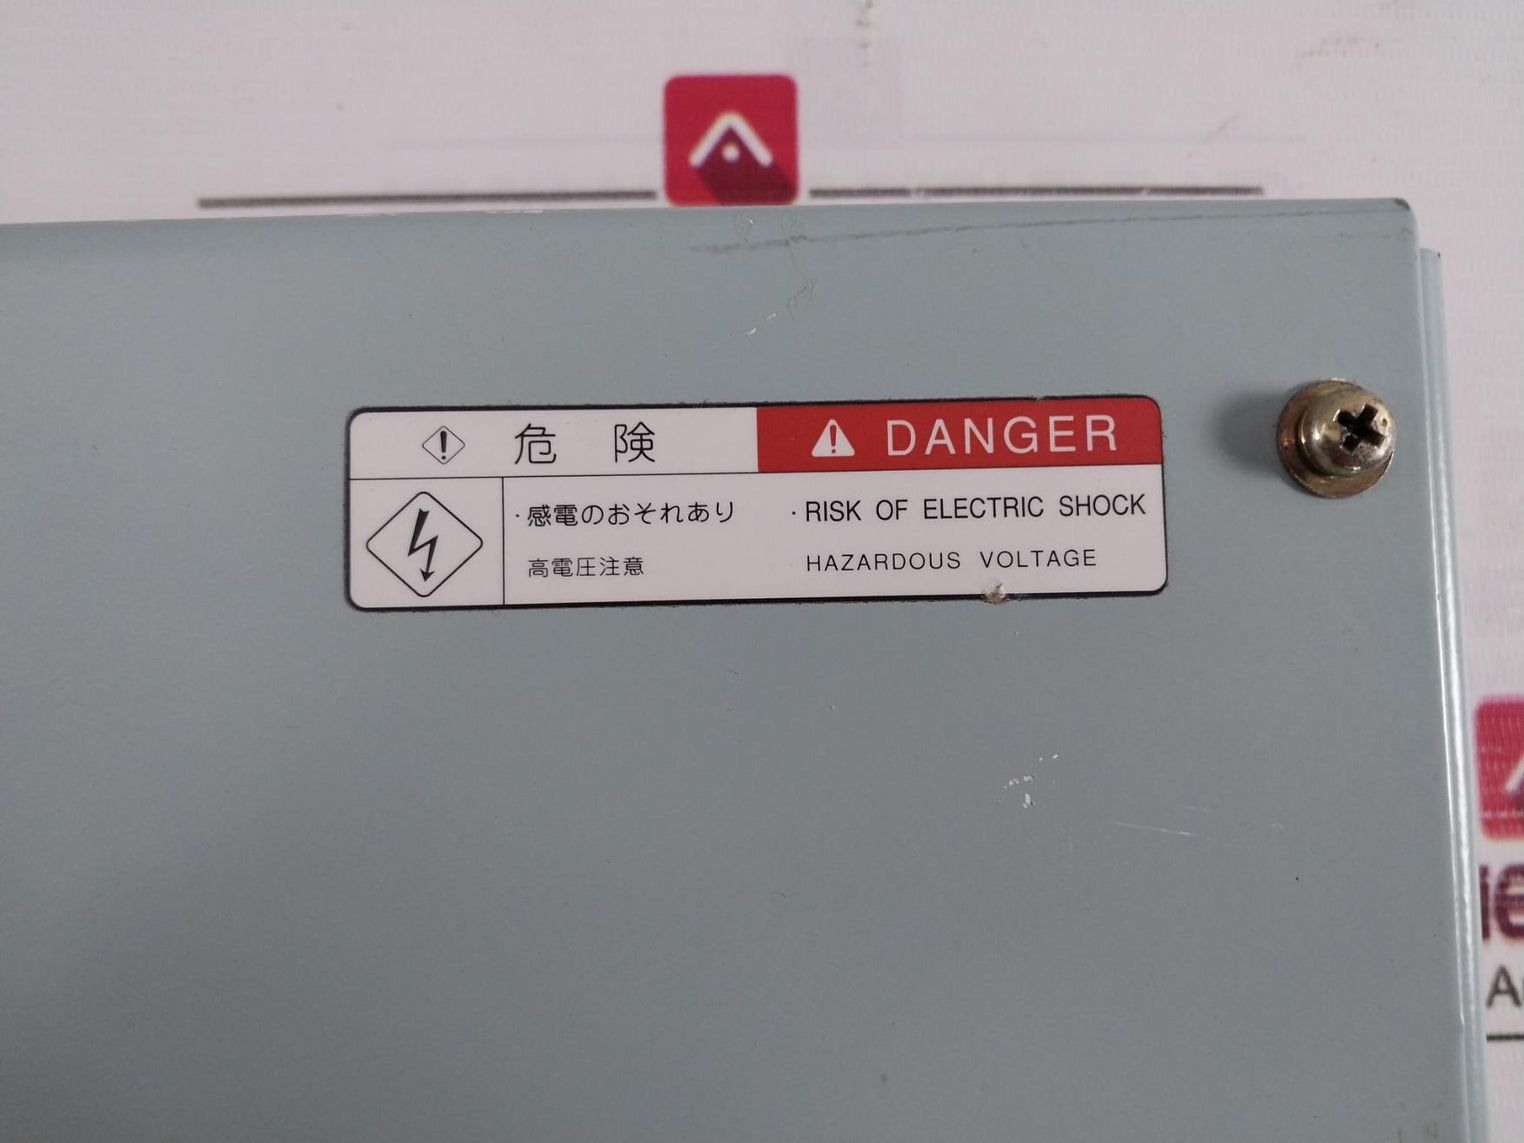 危 険
DANGER
・感電のおそれあり
・RISK OF ELECTRIC SHOCK
高電圧注意
HAZARDOUS VOLTAGE